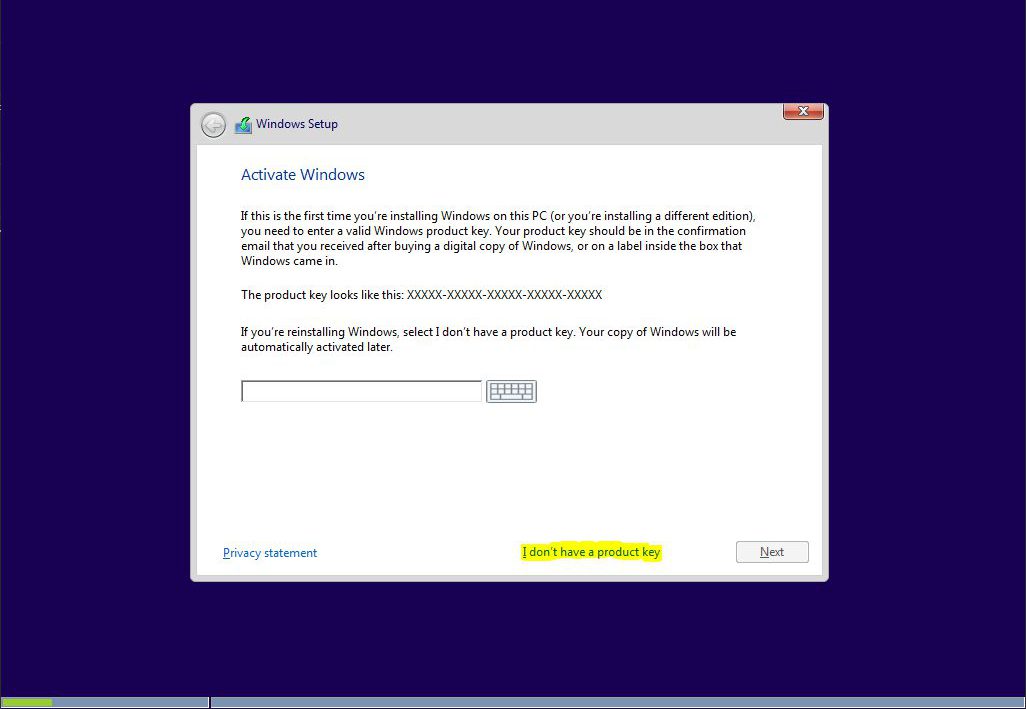 Windows Setup
Activate Windows
If this is the first time you're installing Windows on this PC (or you're installing a different edition),
you need to enter a valid Windows product key. Your product key should be in the confirmation
email that you received after buying a digital copy of Windows, or on a label inside the box that
Windows came in.
The product key looks like this: XXXXX-XXXXX-XXXXX-XXXXX-XXXXX
If you're reinstalling Windows, select I don't have a product key. Your copy of Windows will be
automatically activated later.
Privacy statement
I don't have a product key
Next